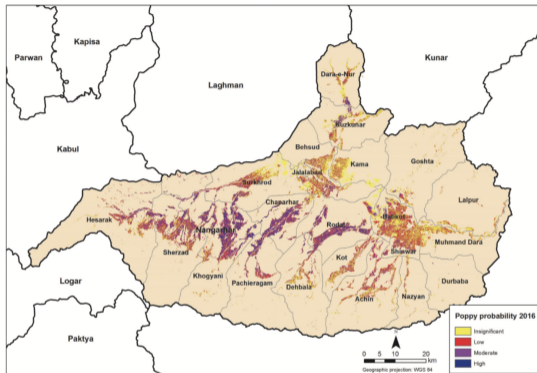 Kapisa
Parwan
Kunar
Laghman
Dara-e-Nur
Kuzkunar
Kabul
Behsud
Kama
Goshta
Jalalabad
Surkhrod
Lalpur
Chaparhar
Hesarak
Nangarhar
Rodat
Muhmand Dara
Sherzad
Kot
Shinwar
Khogyani
Pachieragam
Dehbala
Durbaba
Logar
Achin
Nazyan
Paktya
Poppy probability 2016
Insignificant
Low
Moderate
High
N
0 5 10 20
km
Geographic projection: WGS 84